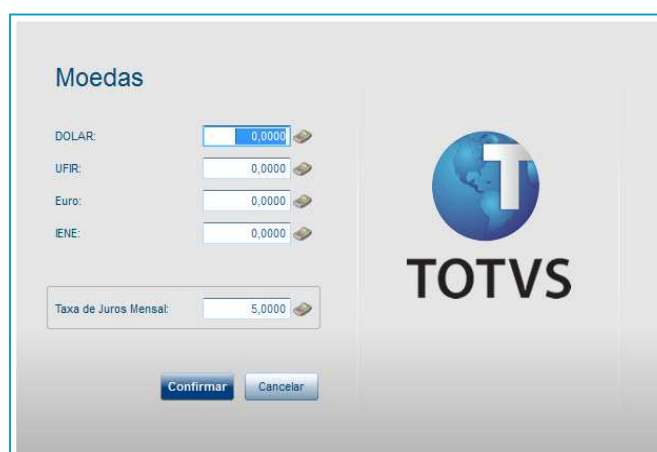 Moedas
DOLAR: 0,0000
UFIR: 0,0000
Euro: 0,0000
IENE: 0,0000
Taxa de Juros Mensal: 5,0000
Confirmar Cancelar
T
TOTVS